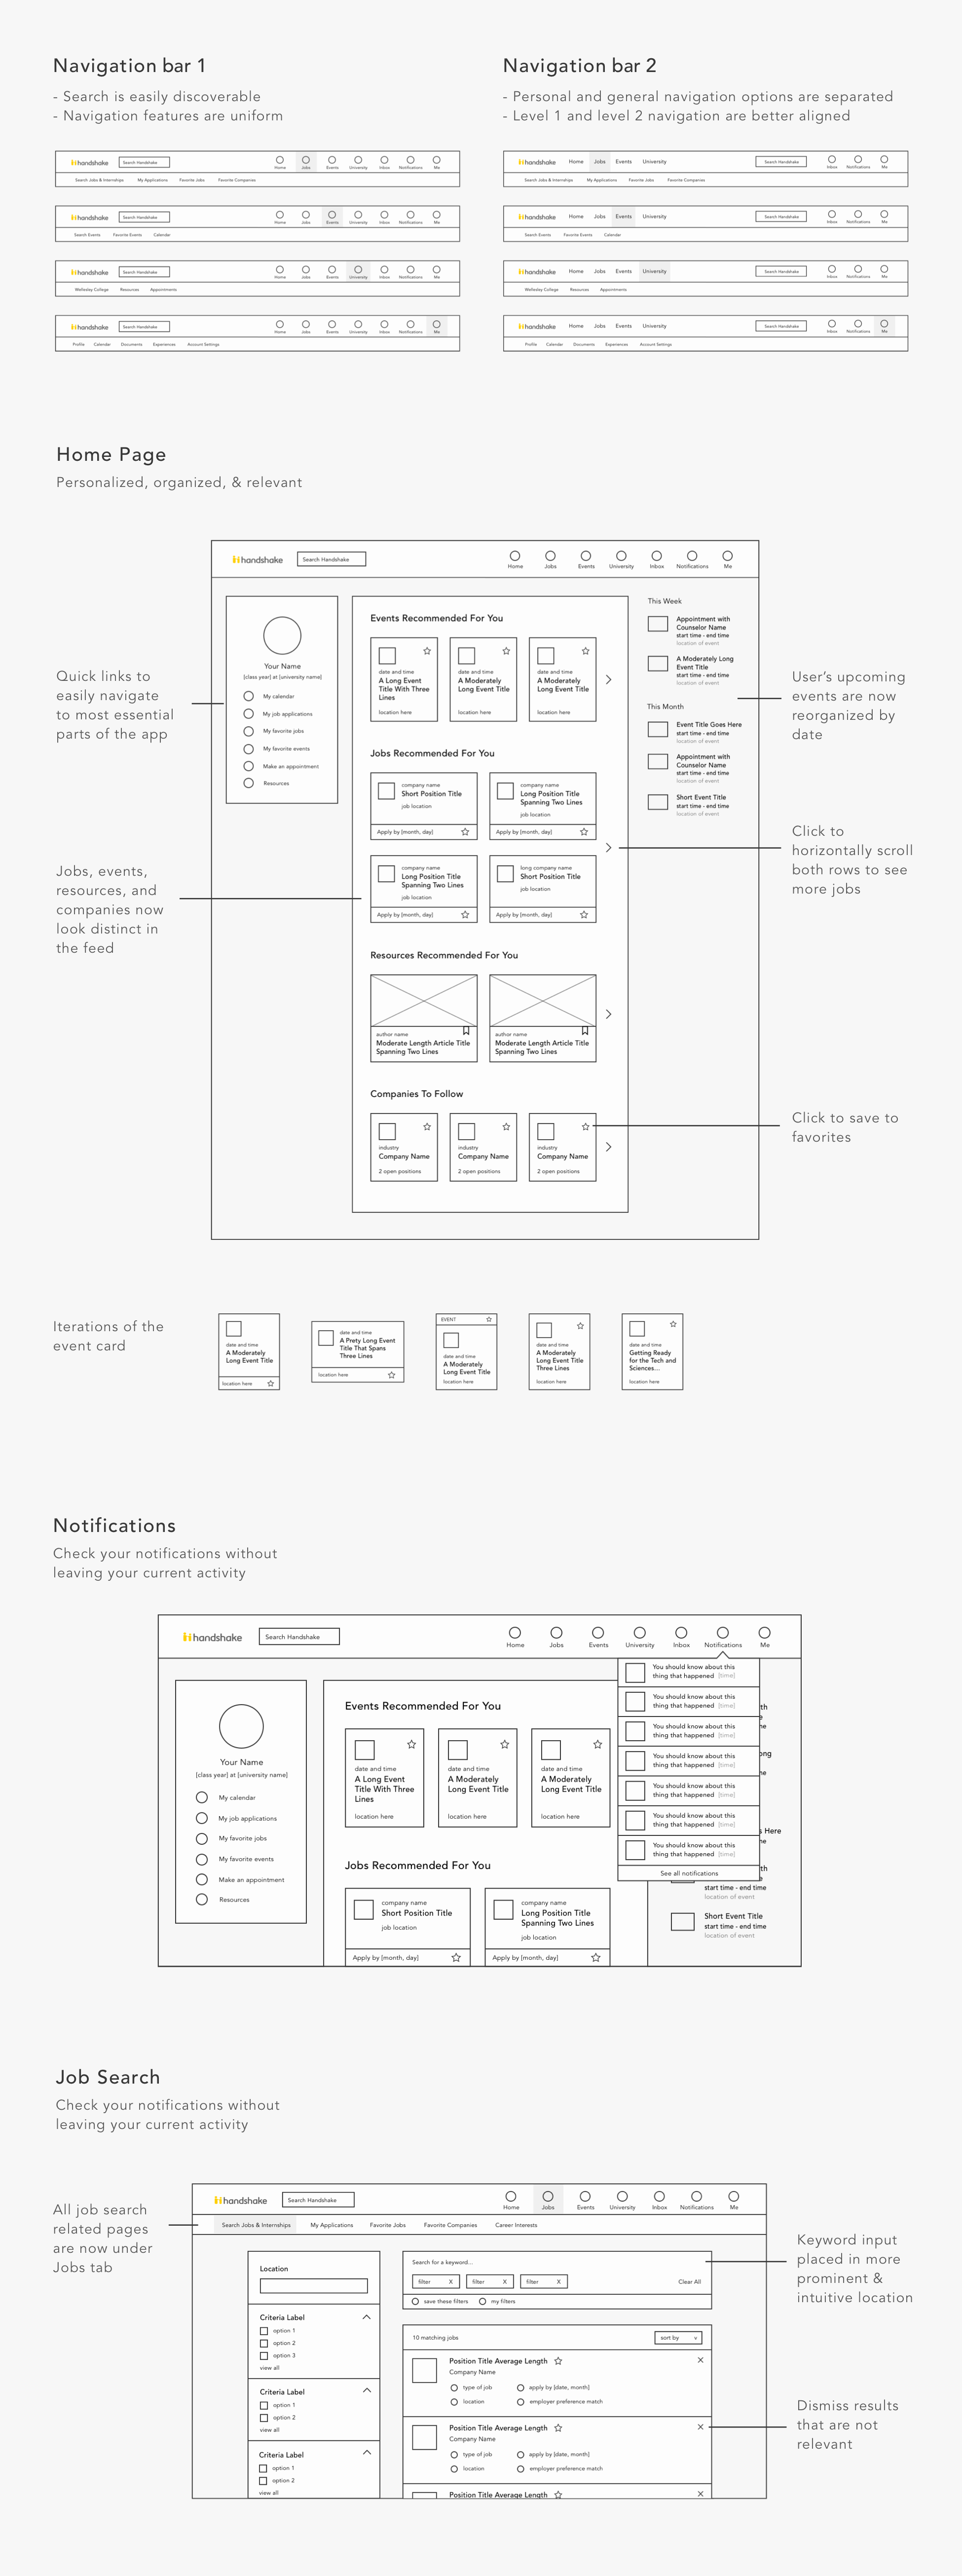 Navigation bar 1
- Search is easily discoverable
- Navigation features are uniform
handshake Search Handshake Home Jobs Events University Inbox Notifications Me
Search Jobs & Internships My Applications Favorite Jobs Favorite Companies
handshake Search Handshake Home Jobs Events University Inbox Notifications Me
Search Events Favorite Events Calendar
handshake Search Handshake Home Jobs Events University Inbox Notifications Me
Wellesley College Resources Appointments
handshake Search Handshake Home Jobs Events University Inbox Notifications Me
Profile Calendar Documents Experiences Account Settings
Navigation bar 2
- Personal and general navigation options are separated
- Level 1 and level 2 navigation are better aligned
handshake Home Jobs Events University Search Handshake Inbox Notifications Me
Search Jobs & Internships My Applications Favorite Jobs Favorite Companies
handshake Home Jobs Events University Search Handshake Inbox Notifications Me
Search Events Favorite Events Calendar
handshake Home Jobs Events University Search Handshake Inbox Notifications Me
Wellesley College Resources Appointments
handshake Home Jobs Events University Search Handshake Inbox Notifications Me
Profile Calendar Documents Experiences Account Settings
Home Page
Personalized, organized, & relevant
handshake Search Handshake Home Jobs Events University Inbox Notifications Me
Quick links to
easily navigate
to most essential
parts of the app
Jobs, events,
resources, and
companies now
look distinct in
the feed
Your Name
[class year] at [university name]
My calendar
My job applications
My favorite jobs
My favorite events
Make an appointment
Resources
Events Recommended For You
date and time
A Long Event
Title With Three
Lines
location here
date and time
A Moderately
Long Event Title
location here
date and time
A Moderately
Long Event Title
location here
Jobs Recommended For You
company name
Short Position Title
job location
Apply by [month, day]
company name
Long Position Title
Spanning Two Lines
job location
Apply by [month, day]
company name
Long Position Title
Spanning Two Lines
job location
Apply by [month, day]
long company name
Short Position Title
job location
Apply by [month, day]
Resources Recommended For You
author name
Moderate Length Article Title
Spanning Two Lines
author name
Moderate Length Article Title
Spanning Two Lines
Companies To Follow
industry
Company Name
2 open positions
industry
Company Name
2 open positions
industry
Company Name
2 open positions
This Week
Appointment with
Counselor Name
start time - end time
location of event
A Moderately Long
Event Title
start time - end time
location of event
This Month
Event Title Goes Here
start time - end time
location of event
Appointment with
Counselor Name
start time - end time
location of event
Short Event Title
start time - end time
location of event
User's upcoming
events are now
reorganized by
date
Click to
horizontally scroll
both rows to see
more jobs
Click to save to
favorites
Iterations of the
event card
date and time
A Moderately
Long Event Title
location here
date and time
A Prety Long Event
Title That Spans
Three Lines
location here
EVENT
date and time
A Moderately
Long Event Title
location here
date and time
A Moderately
Long Event Title
Three Lines
location here
date and time
Getting Ready
for the Tech and
Sciences...
location here
Notifications
Check your notifications without
leaving your current activity
handshake Search Handshake Home Jobs Events University Inbox Notifications Me
Your Name
[class year] at [university name]
My calendar
My job applications
My favorite jobs
My favorite events
Make an appointment
Resources
Events Recommended For You
date and time
A Long Event
Title With Three
Lines
location here
date and time
A Moderately
Long Event Title
location here
date and time
A Moderately
Long Event Title
location here
Jobs Recommended For You
company name
Short Position Title
job location
Apply by [month, day]
company name
Long Position Title
Spanning Two Lines
job location
Apply by [month, day]
You should know about this
thing that happened [time]
You should know about this
thing that happened [time]
You should know about this
thing that happened [time]
You should know about this
thing that happened [time]
You should know about this
thing that happened [time]
You should know about this
thing that happened [time]
You should know about this
thing that happened [time]
See all notifications
start time - end time
location of event
Short Event Title
start time - end time
location of event
Job Search
Check your notifications without
leaving your current activity
All job search
related pages
are now under
Jobs tab
handshake Search Handshake Home Jobs Events University Inbox Notifications Me
Search Jobs & Internships My Applications Favorite Jobs Favorite Companies Career Interests
Location
Criteria Label
option 1
option 2
option 3
view all
Criteria Label
option 1
option 2
view all
Criteria Label
option 1
option 2
view all
Search for a keyword...
filter X filter X filter X Clear All
save these filters my filters
10 matching jobs sort by v
Position Title Average Length X
Company Name
type of job apply by [date, month]
location employer preference match
Position Title Average Length X
Company Name
type of job apply by [date, month]
location employer preference match
Position Title Average Length X
Keyword input
placed in more
prominent &
intuitive location
Dismiss results
that are not
relevant